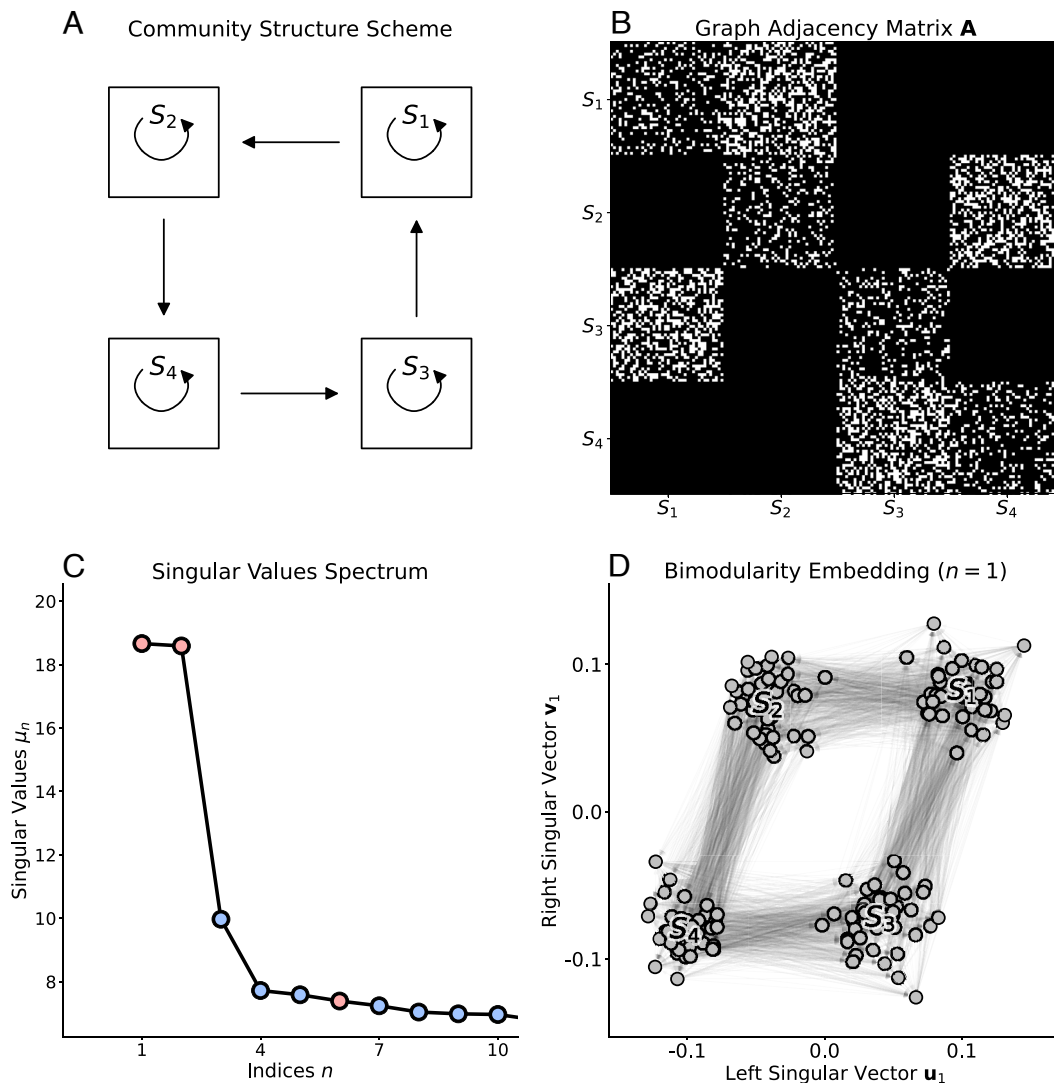 A
Community Structure Scheme
S2
S1
S4
S3
B
Graph Adjacency Matrix A
S1
S2
S3
S4
S1 S2 S3 S4
C
Singular Values Spectrum
Singular Values μn
20
18
16
14
12
10
8
1 4 7 10
Indices n
D
Bimodularity Embedding (n = 1)
Right Singular Vector v1
0.1
0.0
-0.1
S2
S1
S4
S3
-0.1 0.0 0.1
Left Singular Vector u1